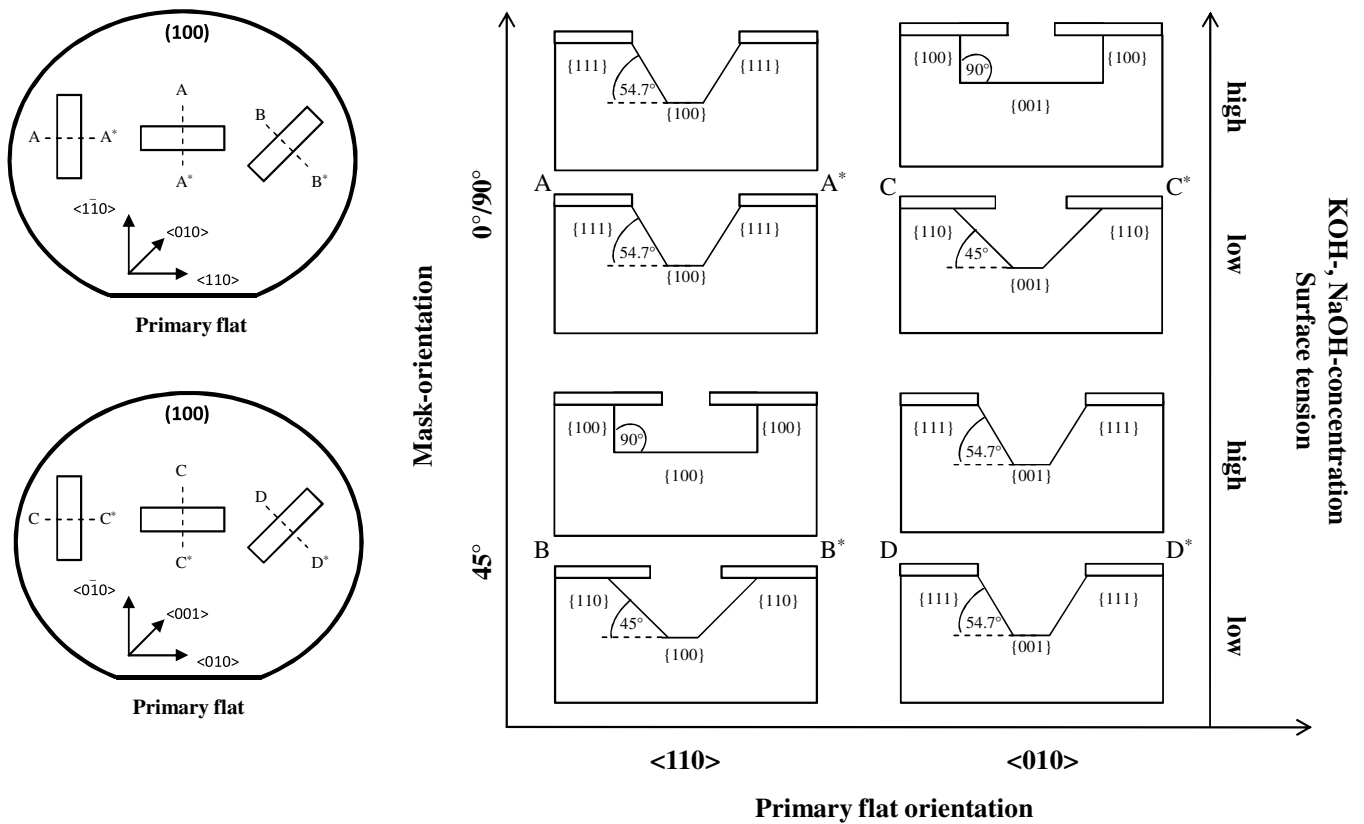 (100)
A
B
A
A*
A*
B*
<11̄0>
<010>
<110>
Primary flat
(100)
C
D
C
C*
C*
D*
<01̄0>
<001>
<010>
Primary flat
Mask-orientation
0°/90°
45°
{111}
{111}
54.7°
{100}
{100}
90°
{100}
{001}
high
A
A*
C
C*
{111}
{111}
54.7°
{100}
{110}
{110}
45°
{001}
low
{100}
90°
{100}
{100}
{111}
{111}
54.7°
{001}
high
B
B*
D
D*
{110}
{110}
45°
{100}
{111}
{111}
54.7°
{001}
low
KOH-, NaOH-concentration
Surface tension
<110>
<010>
Primary flat orientation